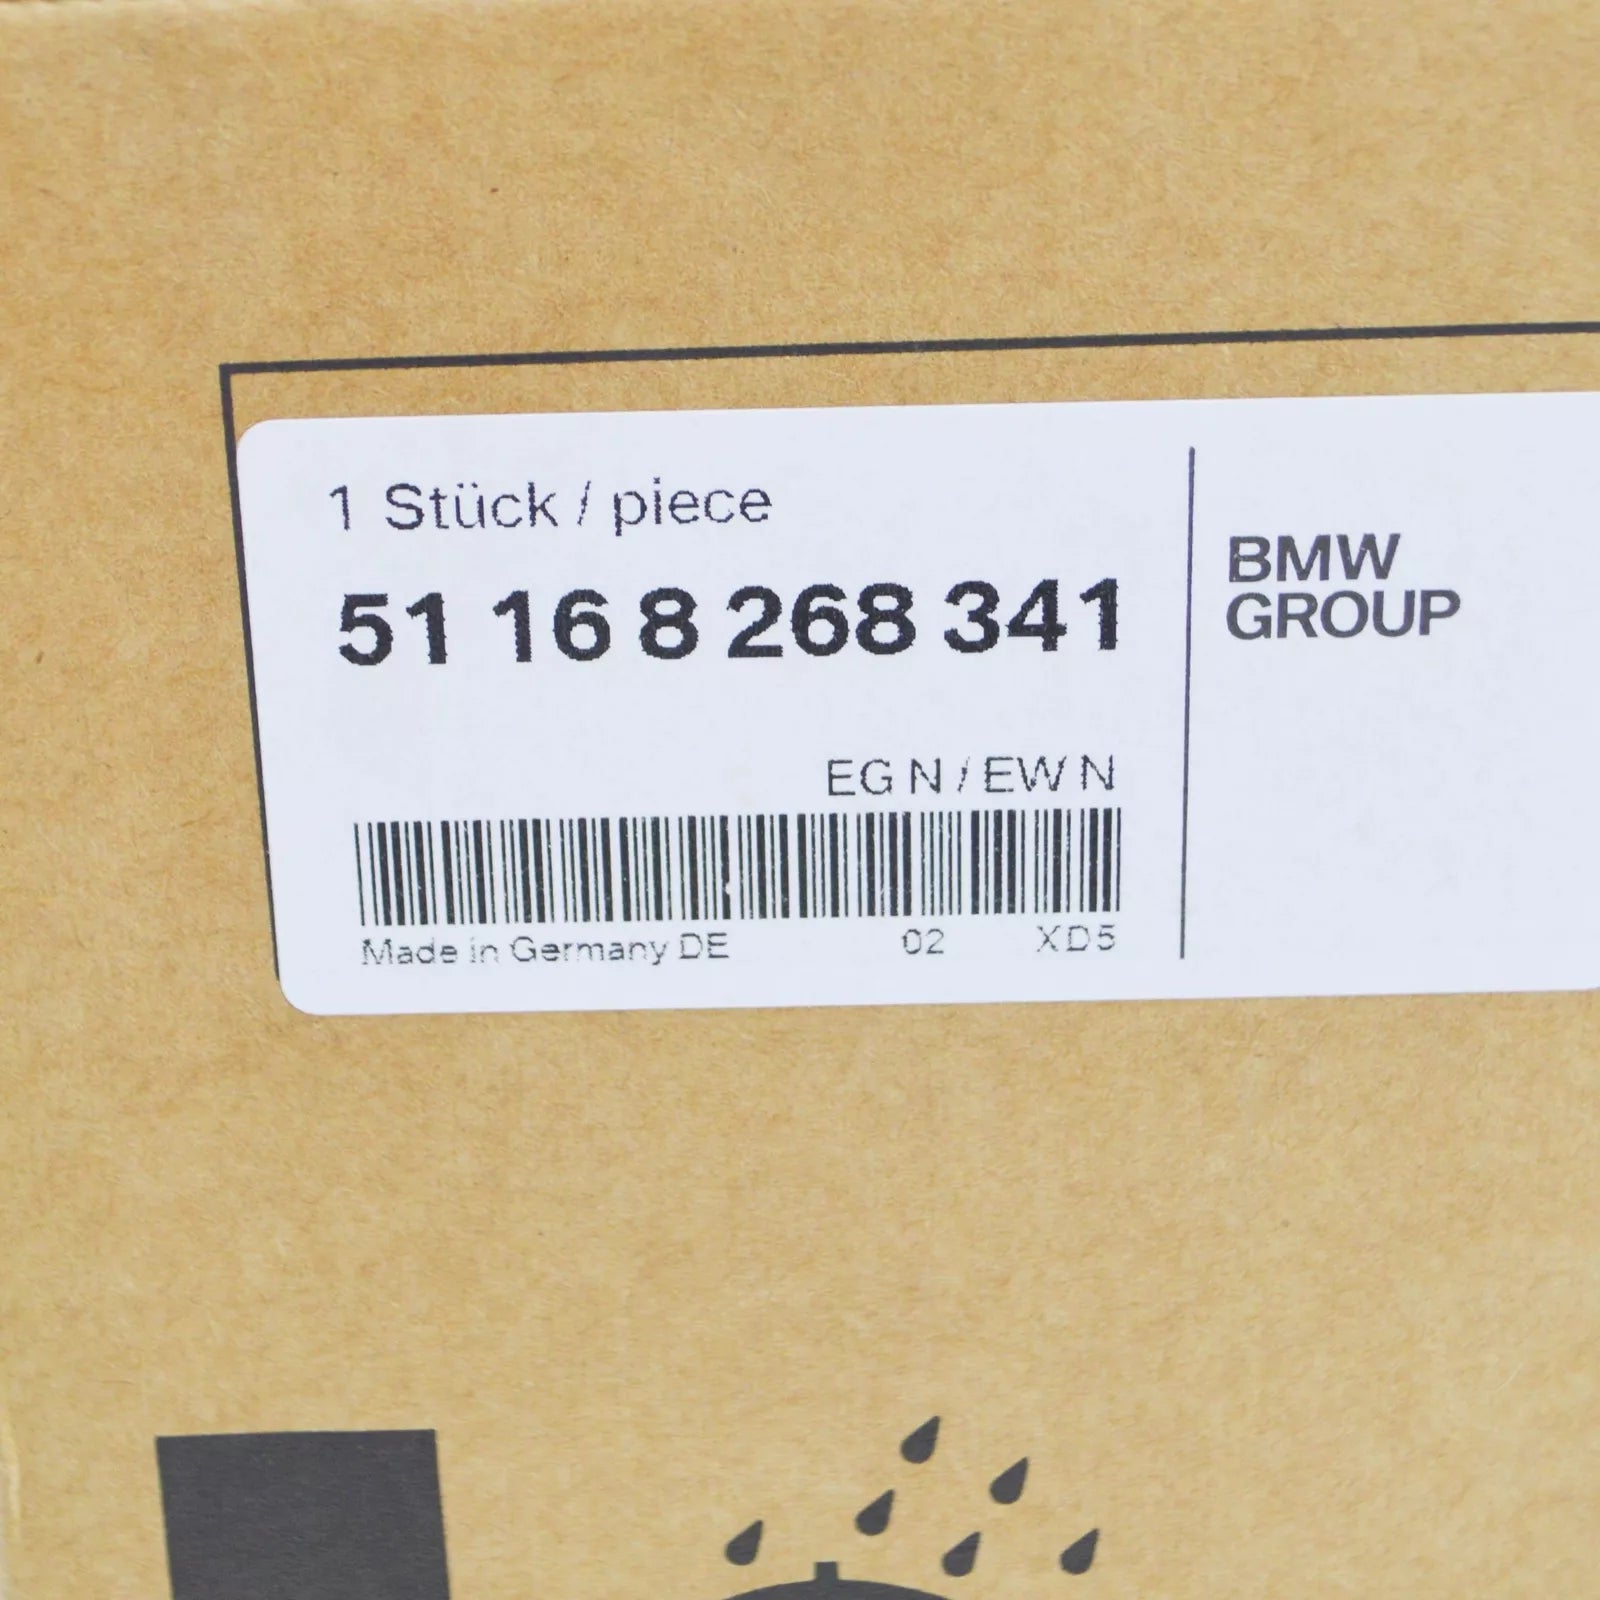 1 Stück / piece
51 16 8 268 341
BMW
GROUP
EG N / EW N
Made in Germany DE 02 XD5